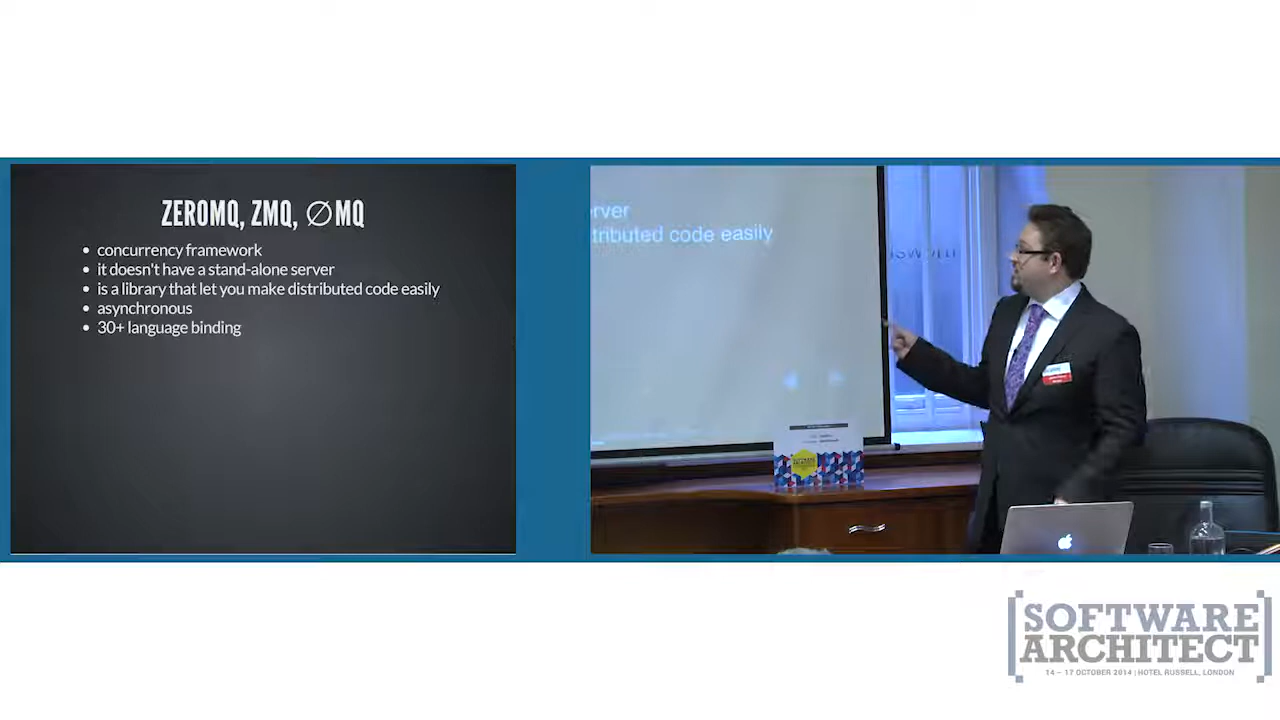 ZEROMQ, ZMQ, ∅MQ
• concurrency framework
• it doesn't have a stand-alone server
• is a library that let you make distributed code easily
• asynchronous
• 30+ language binding
erver
tributed code easily
SOFTWARE
ARCHITECT
14 – 17 OCTOBER 2014 | HOTEL RUSSELL, LONDON